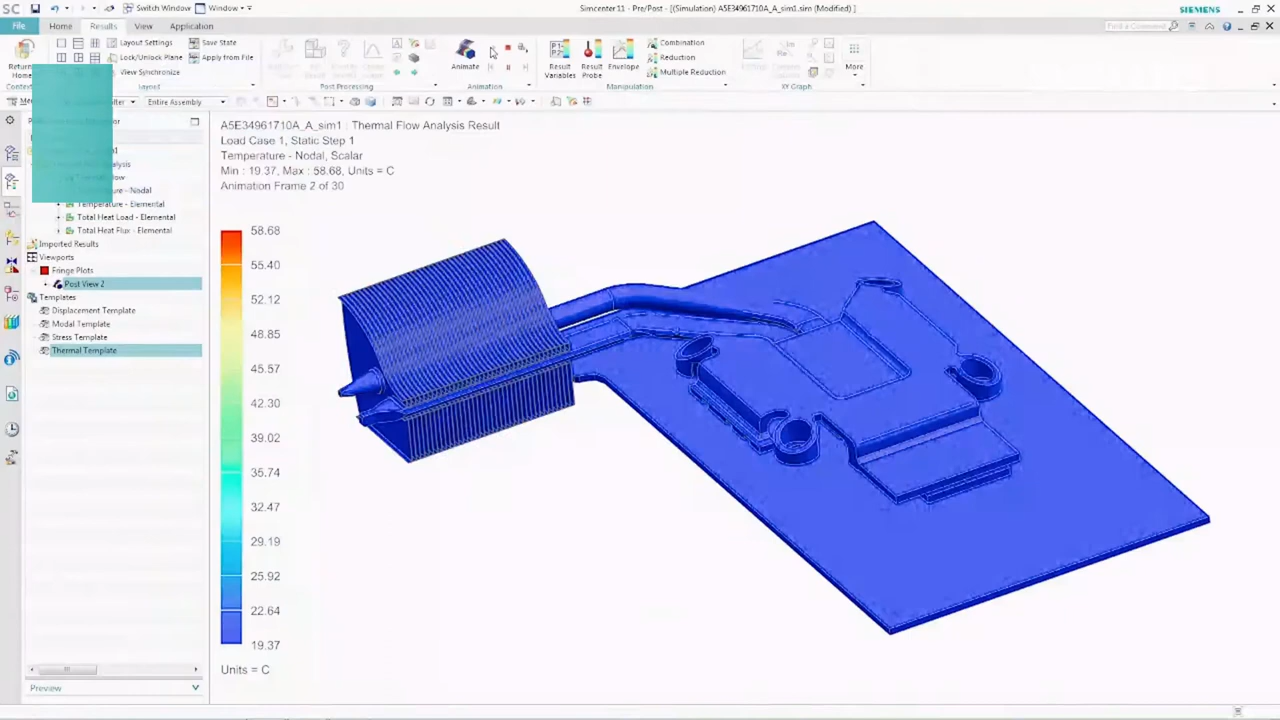 SC
Switch Window
Window
Simcenter 11 - Pre/Post - [(Simulation) A5E34961710A_A_sim1.sim (Modified) ]
SIEMENS
File
Home
Results
View
Application
Find a Command
Layout Settings
Lock/Unlock Plane
View Synchronize
Save State
Apply from File
Animate
Result Variables
Result Probe
Envelope
Combination
Reduction
Multiple Reduction
More
Layout
Post Processing
Animation
Manipulation
XY Graph
Entire Assembly
A5E34961710A_A_sim1 : Thermal Flow Analysis Result
Load Case 1, Static Step 1
Temperature - Nodal, Scalar
Min : 19.37, Max : 58.68, Units = C
Animation Frame 2 of 30
Temperature - Elemental
Total Heat Load - Elemental
Total Heat Flux - Elemental
Imported Results
Viewports
Fringe Plots
Post View 2
Templates
Displacement Template
Modal Template
Stress Template
Thermal Template
58.68
55.40
52.12
48.85
45.57
42.30
39.02
35.74
32.47
29.19
25.92
22.64
19.37
Units = C
Preview